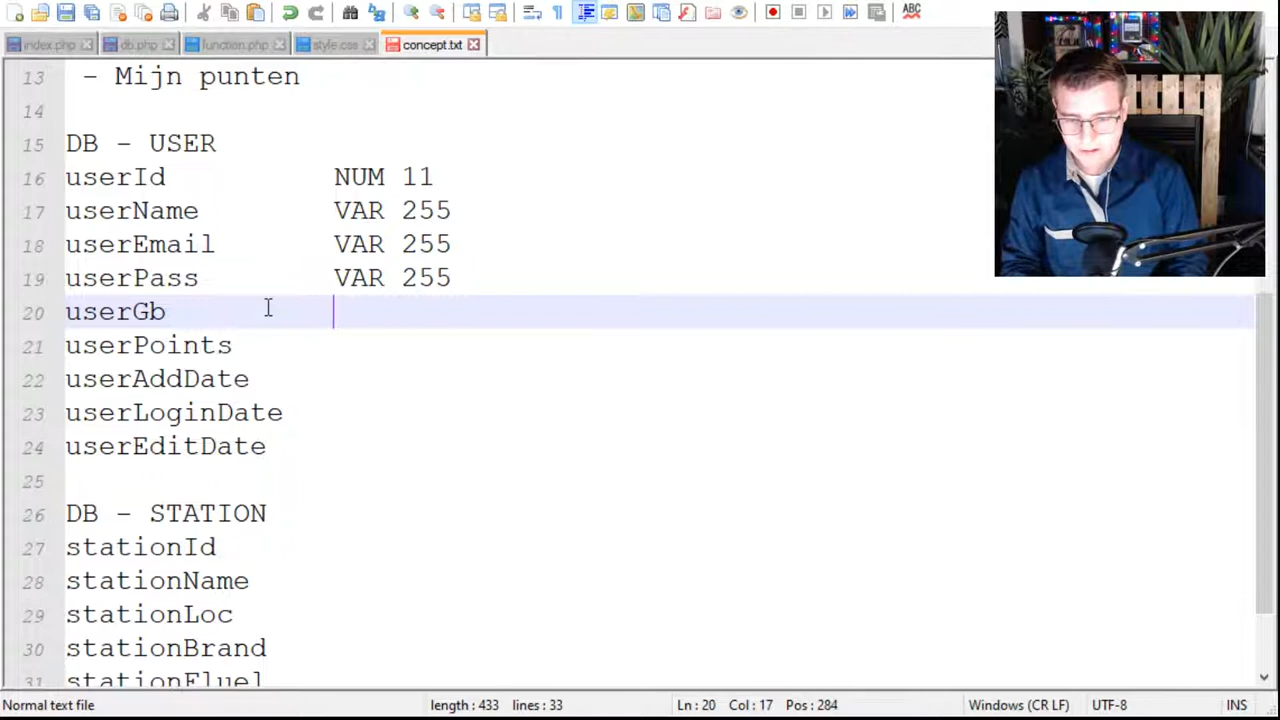 index.php db.php function.php style.css concept.txt
ABC
13 - Mijn punten
14
15 DB - USER
16 userId NUM 11
17 userName VAR 255
18 userEmail VAR 255
19 userPass VAR 255
20 userGb
21 userPoints
22 userAddDate
23 userLoginDate
24 userEditDate
25
26 DB - STATION
27 stationId
28 stationName
29 stationLoc
30 stationBrand
31 stationFluel
Normal text file length : 433 lines : 33 Ln : 20 Col : 17 Pos : 284 Windows (CR LF) UTF-8 INS